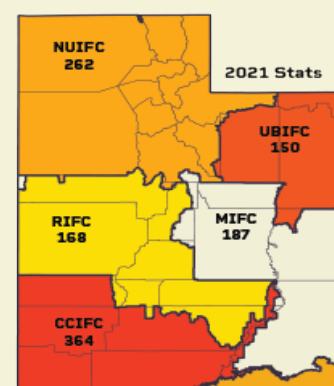 NUIFC
262
2021 Stats
UBIFC
150
RIFC
168
MIFC
187
CCIFC
364